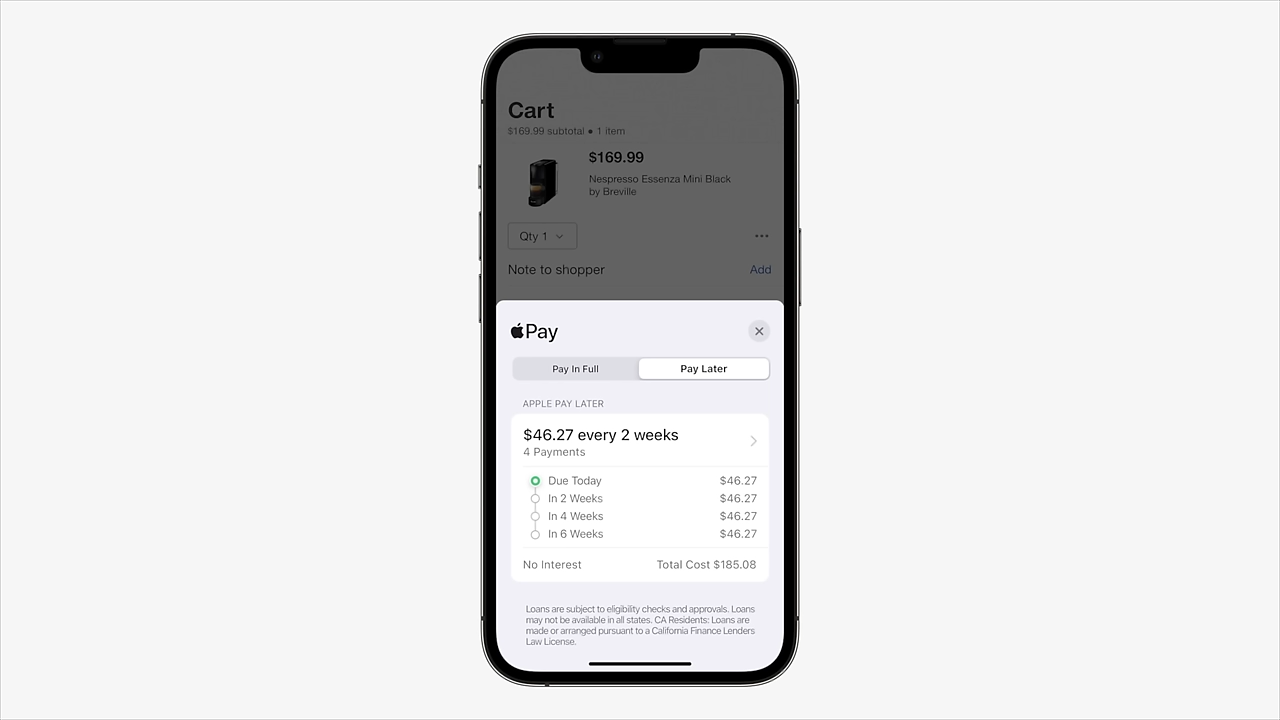 Cart
$169.99 subtotal • 1 item
$169.99
Nespresso Essenza Mini Black
by Breville
Qty 1
Note to shopper
Add
Pay
Pay In Full
Pay Later
APPLE PAY LATER
$46.27 every 2 weeks
4 Payments
Due Today $46.27
In 2 Weeks $46.27
In 4 Weeks $46.27
In 6 Weeks $46.27
No Interest Total Cost $185.08
Loans are subject to eligibility checks and approvals. Loans
may not be available in all states. CA Residents: Loans are
made or arranged pursuant to a California Finance Lenders
Law License.